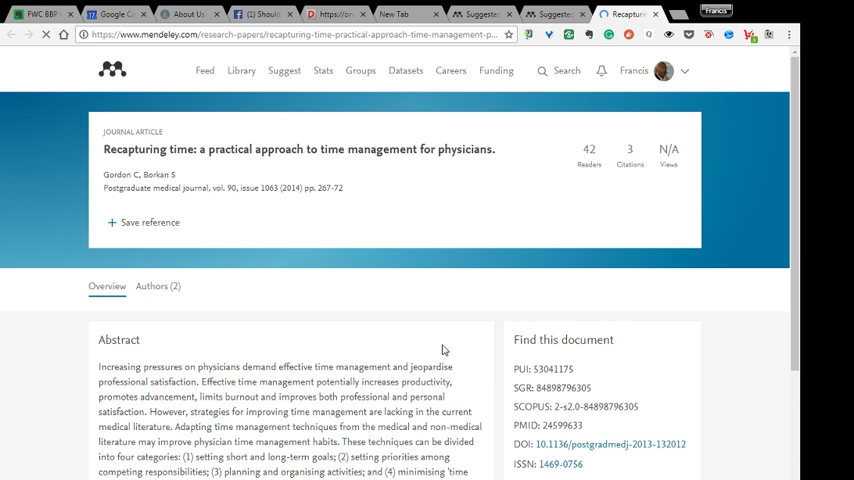 FWC BBP
Google Ca
About Us
(1) Should
https://on
New Tab
Suggested
Suggested
Recapturin
Francis
https://www.mendeley.com/research-papers/recapturing-time-practical-approach-time-management-p...
Feed Library Suggest Stats Groups Datasets Careers Funding Search Francis
JOURNAL ARTICLE
Recapturing time: a practical approach to time management for physicians.
Gordon C, Borkan S
Postgraduate medical journal, vol. 90, issue 1063 (2014) pp. 267-72
+ Save reference
42 3 N/A
Readers Citations Views
Overview Authors (2)
Abstract
Increasing pressures on physicians demand effective time management and jeopardise
professional satisfaction. Effective time management potentially increases productivity,
promotes advancement, limits burnout and improves both professional and personal
satisfaction. However, strategies for improving time management are lacking in the current
medical literature. Adapting time management techniques from the medical and non-medical
literature may improve physician time management habits. These techniques can be divided
into four categories: (1) setting short and long-term goals; (2) setting priorities among
competing responsibilities; (3) planning and organising activities; and (4) minimising 'time
Find this document
PUI: 53041175
SGR: 84898796305
SCOPUS: 2-s2.0-84898796305
PMID: 24599633
DOI: 10.1136/postgradmedj-2013-132012
ISSN: 1469-0756